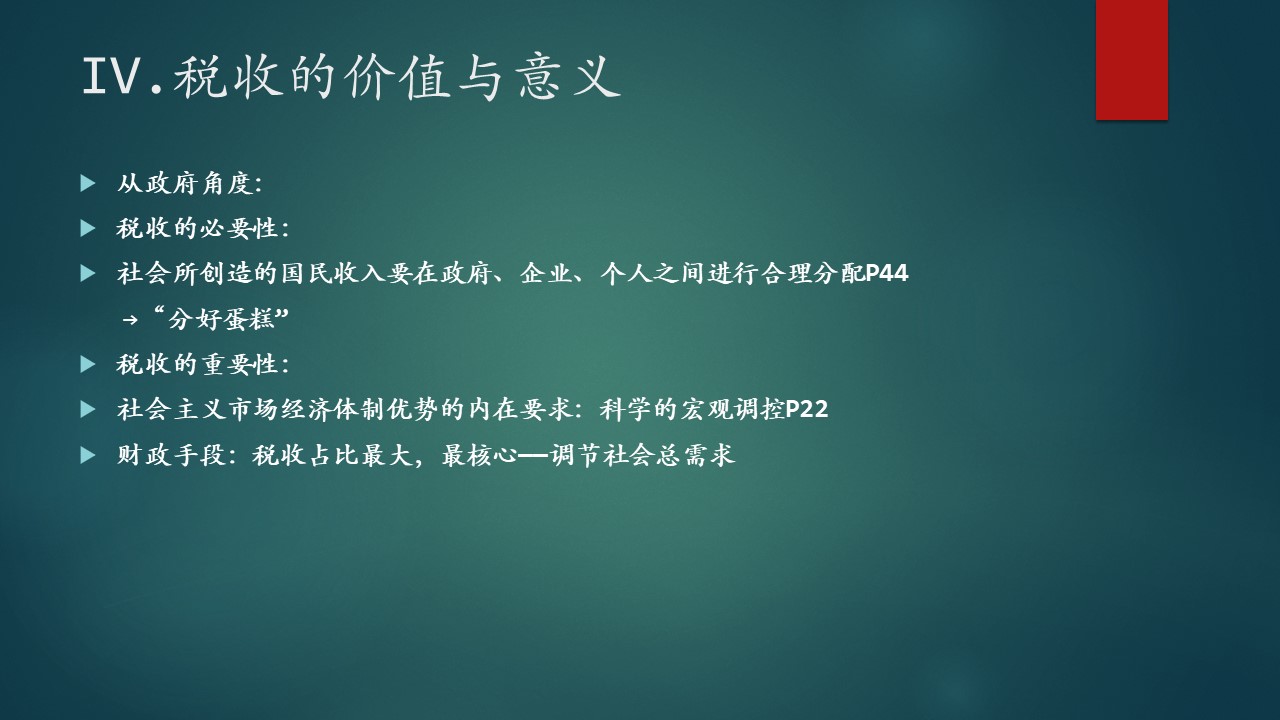 IV.税收的价值与意义
从政府角度：
税收的必要性：
社会所创造的国民收入要在政府、企业、个人之间进行合理分配P44
→“分好蛋糕”
税收的重要性：
社会主义市场经济体制优势的内在要求：科学的宏观调控P22
财政手段：税收占比最大，最核心——调节社会总需求